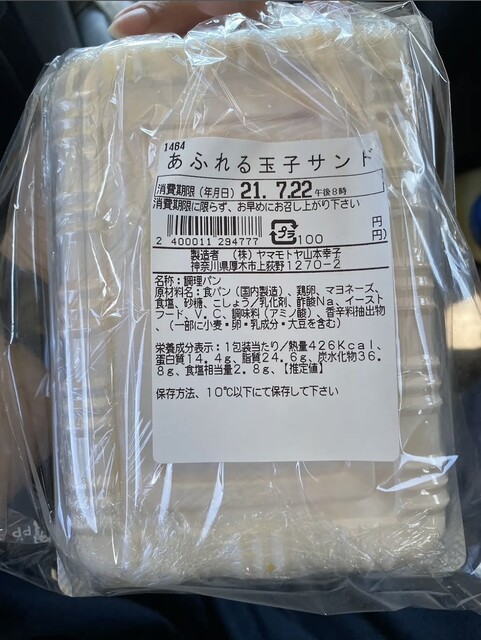 1464
あふれる玉子サンド
消費期限 (年月日) 21. 7.22 午後8時
消費期限に限らず、お早めにお召し上がり下さい
円
2 400011 294777 プラ 100 円)
製造者 (株)ヤマモトヤ山本幸子
神奈川県厚木市上荻野1270-2
名称:調理パン
原材料名:食パン(国内製造)、鶏卵、マヨネーズ、
食塩、砂糖、こしょう/乳化剤、酢酸Na、イースト
フード、V.C、調味料(アミノ酸)、香辛料抽出物
、(一部に小麦・卵・乳成分・大豆を含む)
栄養成分表示:1包装当たり/熱量426Kcal、
蛋白質14.4g、脂質24.6g、炭水化物36.
8g、食塩相当量2.8g、【推定値】
保存方法、10℃以下にて保存して下さい